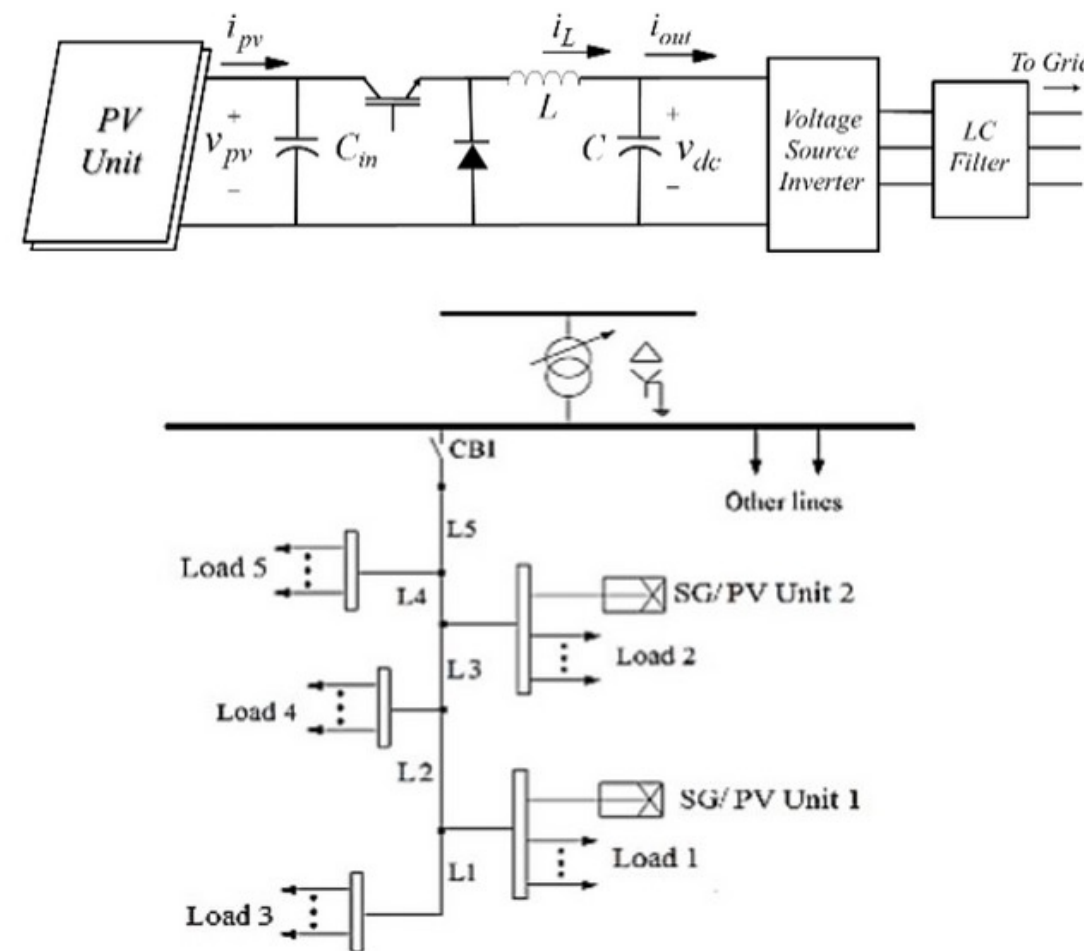 i_pv
i_L
i_out
To Grid
PV
Unit
+
v_pv
−
C_in
L
C
+
v_dc
−
Voltage
Source
Inverter
LC
Filter
CB1
Other lines
L5
Load 5
L4
SG/PV Unit 2
Load 2
L3
Load 4
L2
SG/PV Unit 1
Load 1
L1
Load 3